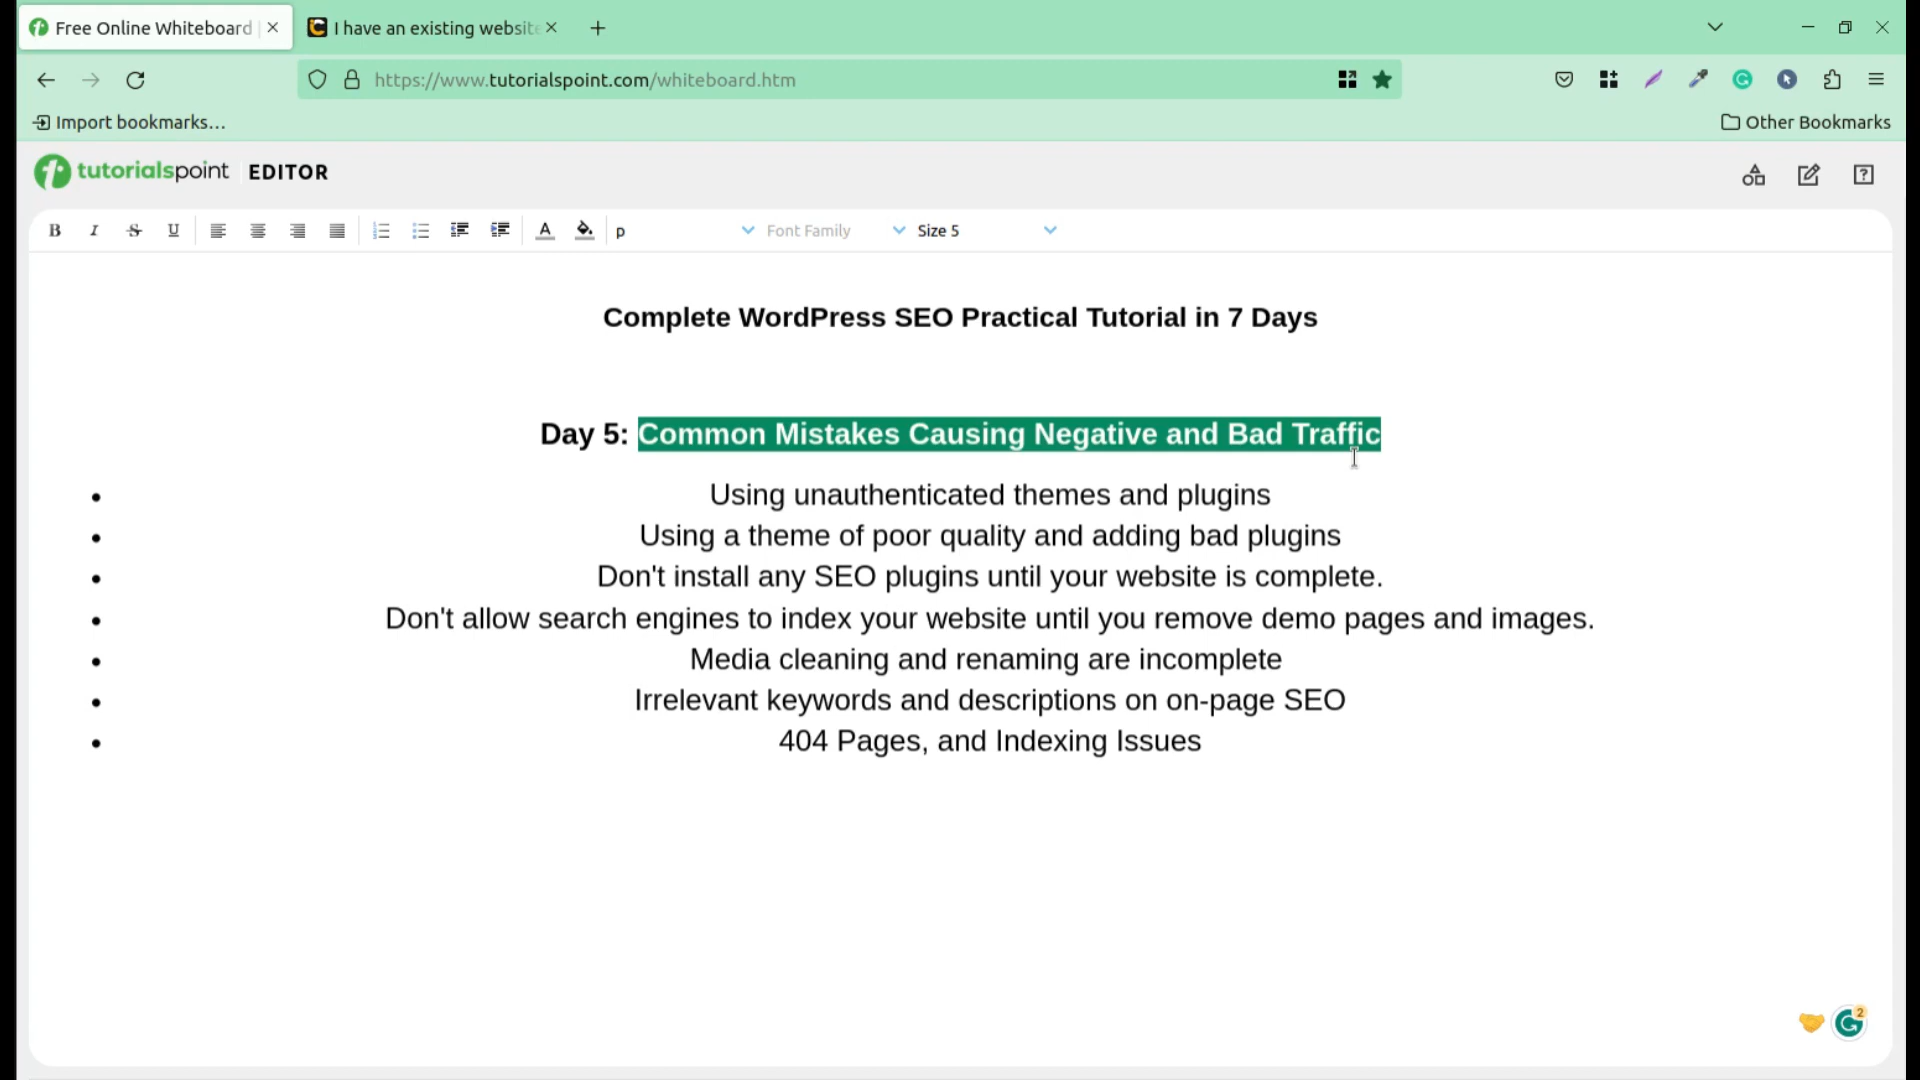 Free Online Whiteboard
I have an existing website
https://www.tutorialspoint.com/whiteboard.htm
Import bookmarks...
Other Bookmarks
tutorialspoint EDITOR
B I S U A p Font Family Size 5
Complete WordPress SEO Practical Tutorial in 7 Days
Day 5: Common Mistakes Causing Negative and Bad Traffic
Using unauthenticated themes and plugins
Using a theme of poor quality and adding bad plugins
Don't install any SEO plugins until your website is complete.
Don't allow search engines to index your website until you remove demo pages and images.
Media cleaning and renaming are incomplete
Irrelevant keywords and descriptions on on-page SEO
404 Pages, and Indexing Issues
2